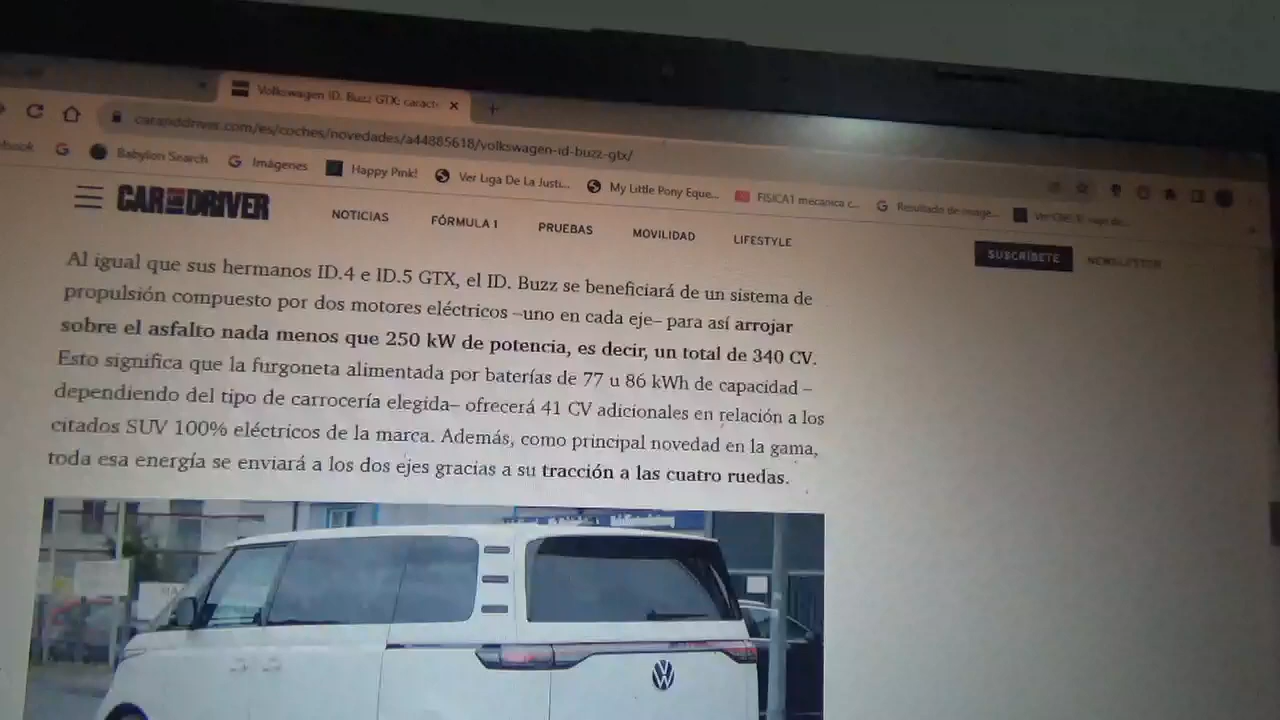 Volkswagen ID. Buzz GTX: caract
caranddriver.com/es/coches/novedades/a44885618/volkswagen-id-buzz-gtx/
Babylon Search
Imágenes
Happy Pink!
Ver Liga De La Justi...
My Little Pony Eque...
FISICA1 mecanica c...
Resultado de image...
CAR AND DRIVER
NOTICIAS
FÓRMULA 1
PRUEBAS
MOVILIDAD
LIFESTYLE
SUSCRÍBETE
NEWSLETTER
Al igual que sus hermanos ID.4 e ID.5 GTX, el ID. Buzz se beneficiará de un sistema de
propulsión compuesto por dos motores eléctricos –uno en cada eje– para así arrojar
sobre el asfalto nada menos que 250 kW de potencia, es decir, un total de 340 CV.
Esto significa que la furgoneta alimentada por baterías de 77 u 86 kWh de capacidad –
dependiendo del tipo de carrocería elegida– ofrecerá 41 CV adicionales en relación a los
citados SUV 100% eléctricos de la marca. Además, como principal novedad en la gama,
toda esa energía se enviará a los dos ejes gracias a su tracción a las cuatro ruedas.